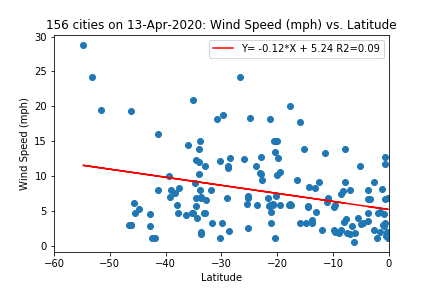 156 cities on 13-Apr-2020: Wind Speed (mph) vs. Latitude
Y= -0.12*X + 5.24 R2=0.09
30
25
20
15
10
5
0
Wind Speed (mph)
−60 −50 −40 −30 −20 −10 0
Latitude